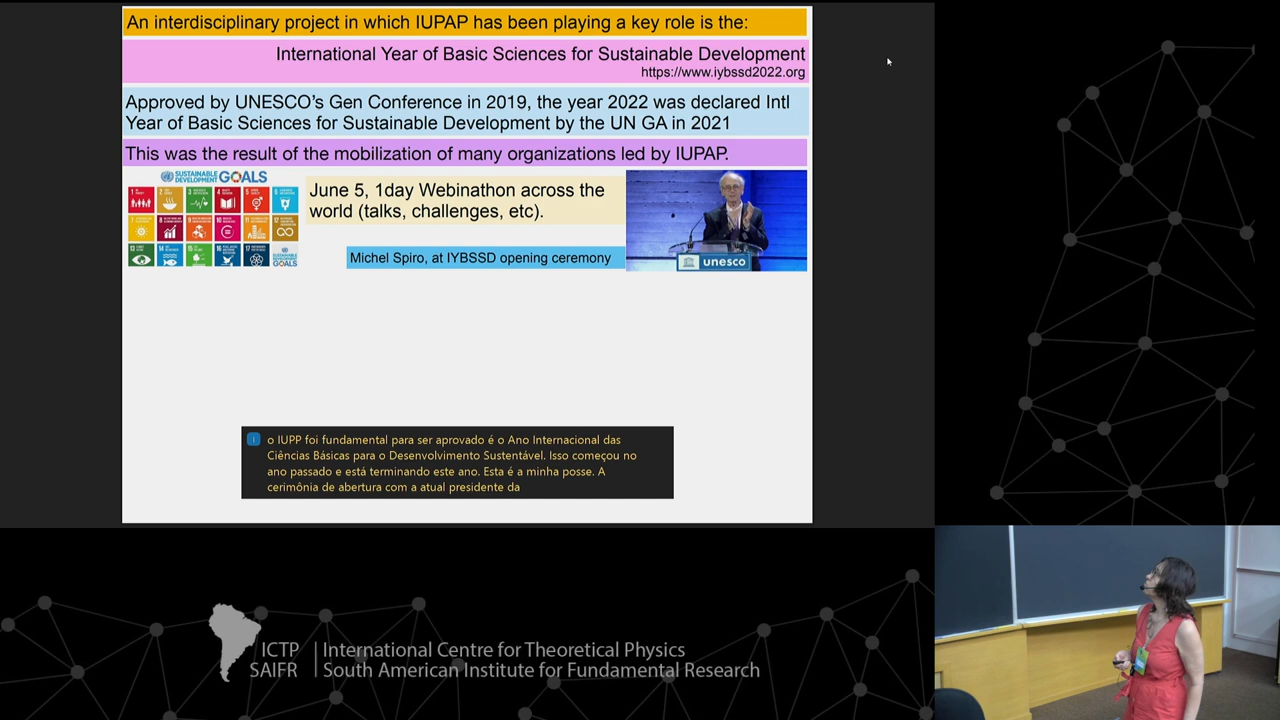 An interdisciplinary project in which IUPAP has been playing a key role is the:
International Year of Basic Sciences for Sustainable Development
https://www.iybssd2022.org
Approved by UNESCO's Gen Conference in 2019, the year 2022 was declared Intl
Year of Basic Sciences for Sustainable Development by the UN GA in 2021
This was the result of the mobilization of many organizations led by IUPAP.
SUSTAINABLE DEVELOPMENT GOALS
June 5, 1day Webinathon across the
world (talks, challenges, etc).
unesco
Michel Spiro, at IYBSSD opening ceremony
o IUPP foi fundamental para ser aprovado é o Ano Internacional das
Ciências Básicas para o Desenvolvimento Sustentável. Isso começou no
ano passado e está terminando este ano. Esta é a minha posse. A
cerimônia de abertura com a atual presidente da
ICTP
SAIFR
International Centre for Theoretical Physics
South American Institute for Fundamental Research